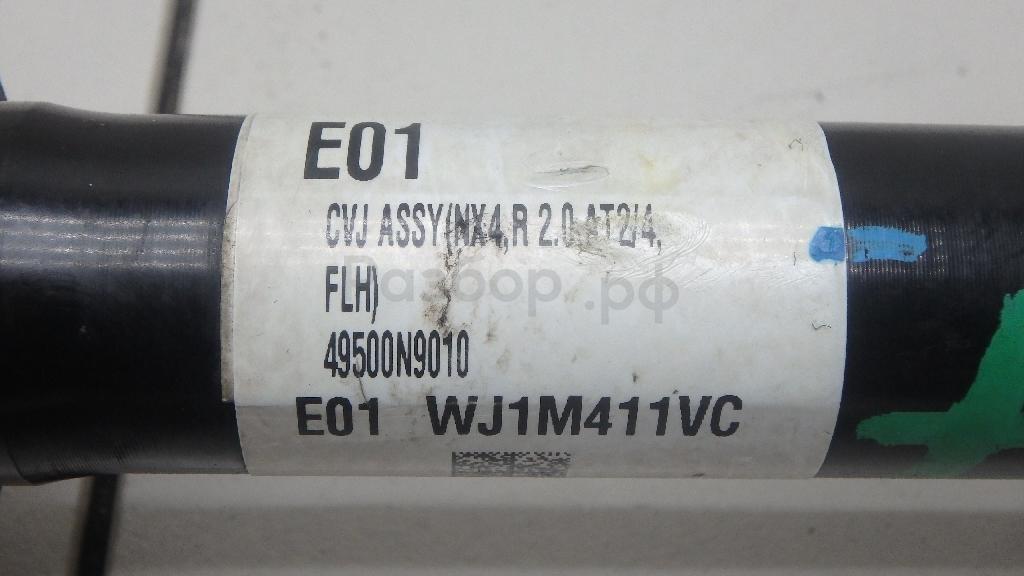 E01
CVJ ASSY(NX4,R 2.0 AT2/4,
FLH)
Разбор.рф
49500N9010
E01 WJ1M411VC